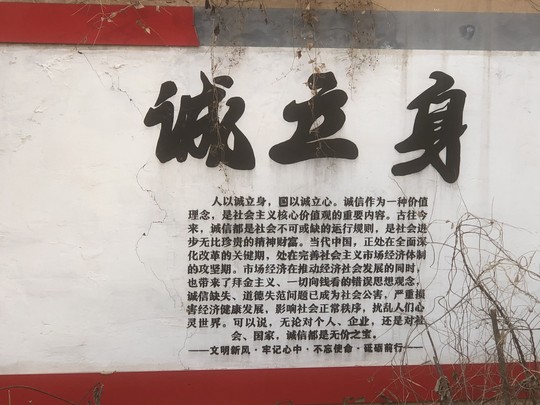 诚立身
人以诚立身，国以诚立心。诚信作为一种价值
理念，是社会主义核心价值观的重要内容。古往今
来，诚信都是社会不可或缺的运行规则，是社会进
步无比珍贵的精神财富。当代中国，正处在全面深
化改革的关键期，处在完善社会主义市场经济体制
的攻坚期。市场经济在推动经济社会发展的同时，
也带来了拜金主义、一切向钱看的错误思想观念，
诚信缺失、道德失范问题已成为社会公害，严重损
害经济健康发展，影响社会正常秩序，扰乱人们心
灵世界。可以说，无论对个人、企业，还是对社
会、国家，诚信都是无价之宝。
——文明新风·牢记心中·不忘使命·砥砺前行——